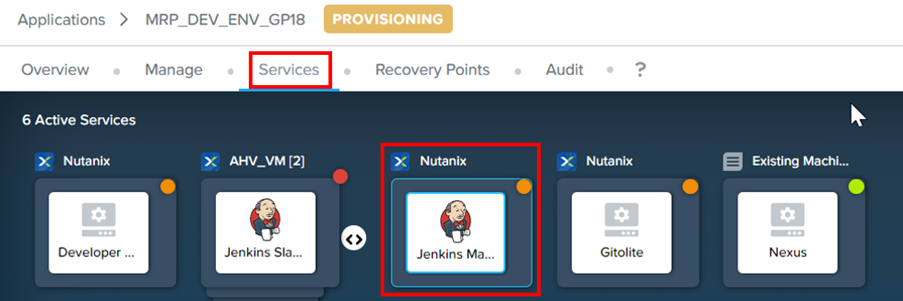 Applications > MRP_DEV_ENV_GP18 PROVISIONING
Overview Manage Services Recovery Points Audit ?
6 Active Services
Nutanix AHV_VM [2] Nutanix Nutanix Existing Machi...
Developer ... Jenkins Sla... Jenkins Ma... Gitolite Nexus